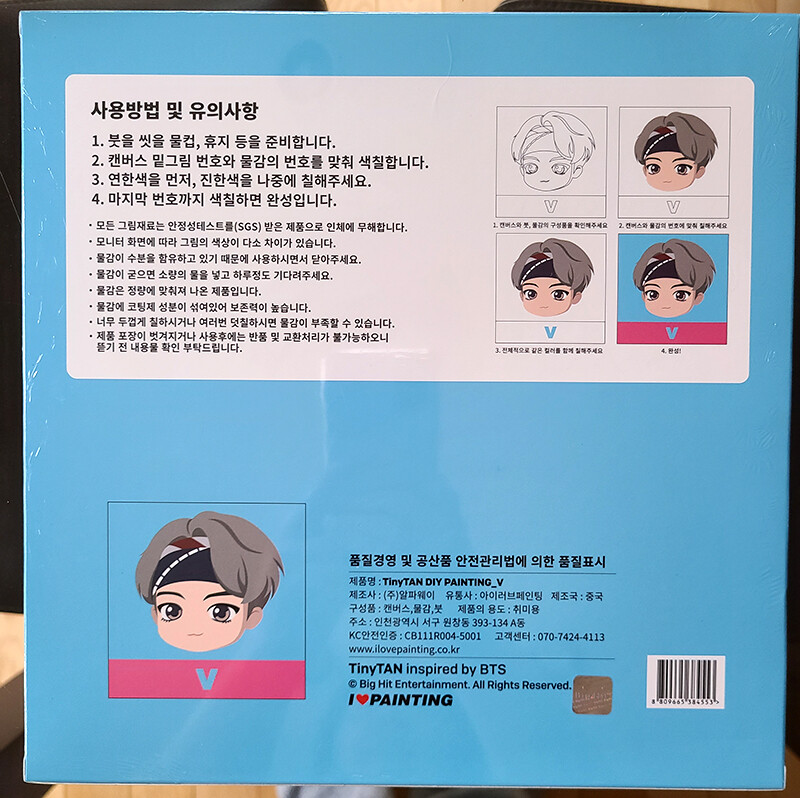 사용방법 및 유의사항
1. 붓을 씻을 물컵, 휴지 등을 준비합니다.
2. 캔버스 밑그림 번호와 물감의 번호를 맞춰 색칠합니다.
3. 연한색을 먼저, 진한색을 나중에 칠해주세요.
4. 마지막 번호까지 색칠하면 완성입니다.
· 모든 그림재료는 안정성테스트를(SGS) 받은 제품으로 인체에 무해합니다.
· 모니터 화면에 따라 그림의 색상이 다소 차이가 있습니다.
· 물감이 수분을 함유하고 있기 때문에 사용하시면서 닫아주세요.
· 물감이 굳으면 소량의 물을 넣고 하루정도 기다려주세요.
· 물감은 정량에 맞춰져 나온 제품입니다.
· 물감에 코팅제 성분이 섞여있어 보존력이 높습니다.
· 너무 두껍게 칠하시거나 여러번 덧칠하시면 물감이 부족할 수 있습니다.
· 제품 포장이 벗겨지거나 사용후에는 반품 및 교환처리가 불가능하오니
뜯기 전 내용물 확인 부탁드립니다.
V
1. 캔버스와 붓, 물감의 구성품을 확인해주세요
V
2. 캔버스와 물감의 번호에 맞춰 칠해주세요
V
3. 전체적으로 같은 컬러를 함께 칠해주세요
V
4. 완성!
V
품질경영 및 공산품 안전관리법에 의한 품질표시
제품명 : TinyTAN DIY PAINTING_V
제조사 : (주)알파웨이 유통사 : 아이러브페인팅 제조국 : 중국
구성품 : 캔버스,물감,붓 제품의 용도 : 취미용
주소 : 인천광역시 서구 원창동 393-134 A동
KC안전인증 : CB111R004-5001 고객센터 : 070-7424-4113
www.ilovepainting.co.kr
TinyTAN inspired by BTS
© Big Hit Entertainment. All Rights Reserved.
I♥PAINTING
8 809665 384553>